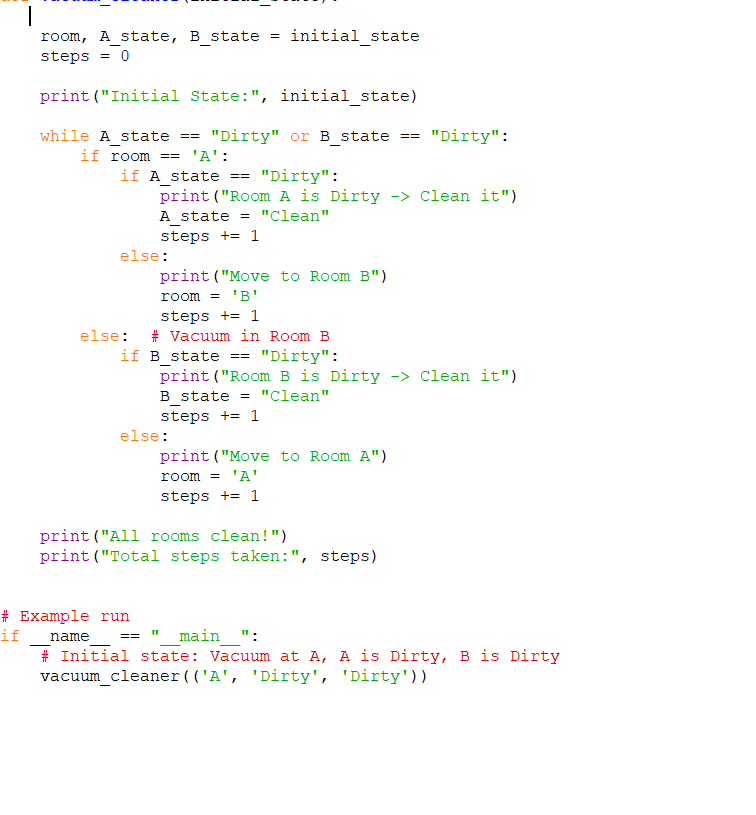 room, A_state, B_state = initial_state
    steps = 0

    print("Initial State:", initial_state)

    while A_state == "Dirty" or B_state == "Dirty":
        if room == 'A':
            if A_state == "Dirty":
                print("Room A is Dirty -> Clean it")
                A_state = "Clean"
                steps += 1
            else:
                print("Move to Room B")
                room = 'B'
                steps += 1
        else:  # Vacuum in Room B
            if B_state == "Dirty":
                print("Room B is Dirty -> Clean it")
                B_state = "Clean"
                steps += 1
            else:
                print("Move to Room A")
                room = 'A'
                steps += 1

    print("All rooms clean!")
    print("Total steps taken:", steps)


# Example run
if __name__ == "__main__":
    # Initial state: Vacuum at A, A is Dirty, B is Dirty
    vacuum_cleaner(('A', 'Dirty', 'Dirty'))